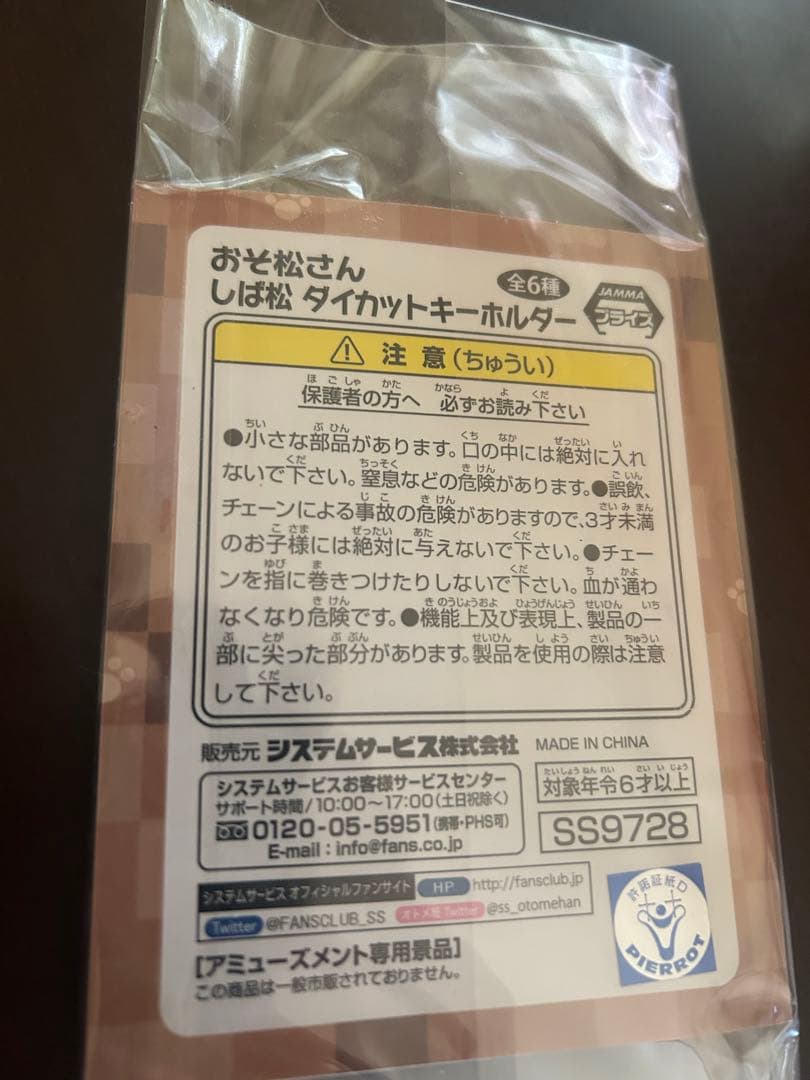 おそ松さん
しば松 ダイカットキーホルダー
全6種
JAMMA
プライズ
⚠ 注意(ちゅうい)
保護者の方へ 必ずお読み下さい
●小さな部品があります。口の中には絶対に入れ
ないで下さい。窒息などの危険があります。●誤飲、
チェーンによる事故の危険がありますので、3才未満
のお子様には絶対に与えないで下さい。●チェー
ンを指に巻きつけたりしないで下さい。血が通わ
なくなり危険です。●機能上及び表現上、製品の一
部に尖った部分があります。製品を使用の際は注意
して下さい。
販売元 システムサービス株式会社 MADE IN CHINA
システムサービスお客様サービスセンター
サポート時間/10:00~17:00(土日祝除く)
0120-05-5951(携帯・PHS可)
E-mail:info@fans.co.jp
対象年令6才以上
SS9728
システムサービス オフィシャルファンサイト HP http://fansclub.jp
Twitter @FANSCLUB_SS オトメ班 Twitter @ss_otomehan
[アミューズメント専用景品]
この商品は一般市販されておりません。
許諾証紙D
PIERROT